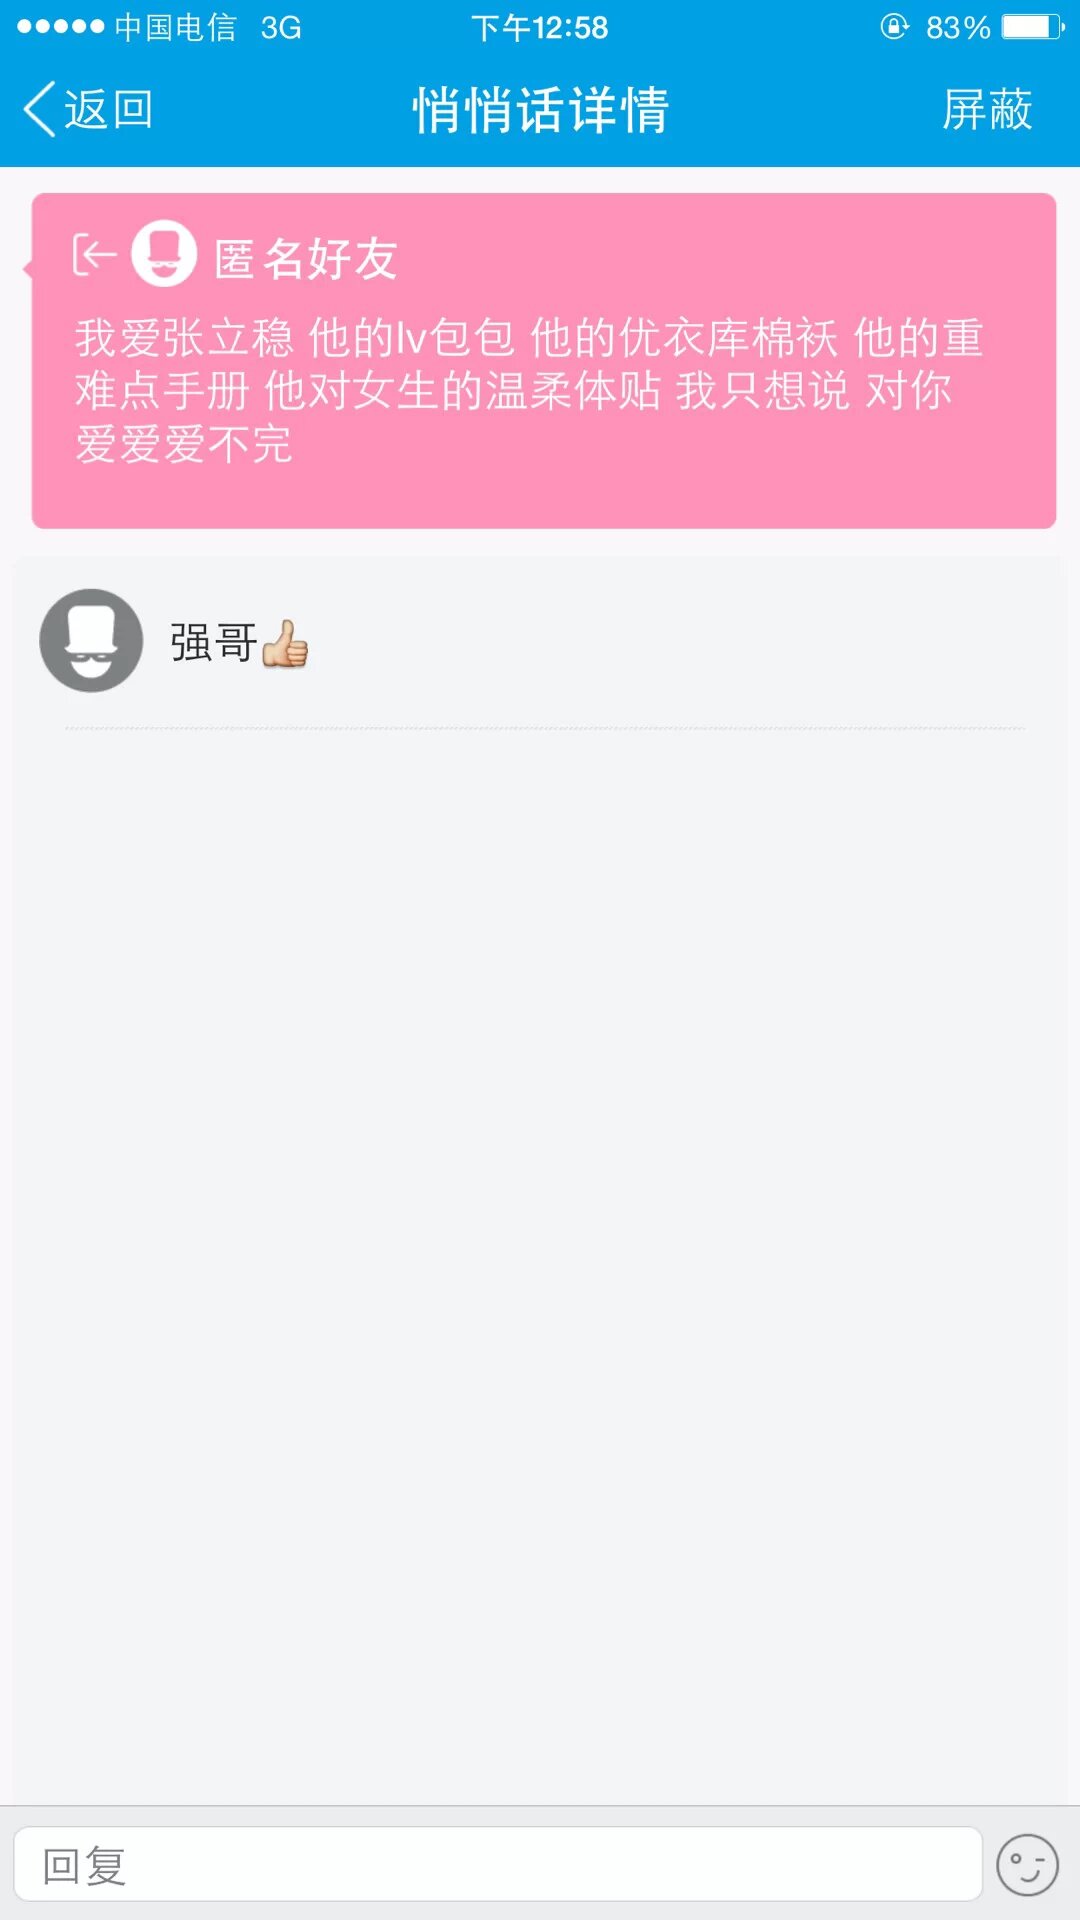 中国电信 3G 下午12:58 83%
返回 悄悄话详情 屏蔽
匿名好友
我爱张立稳 他的lv包包 他的优衣库棉袄 他的重
难点手册 他对女生的温柔体贴 我只想说 对你
爱爱爱不完
强哥👍
回复